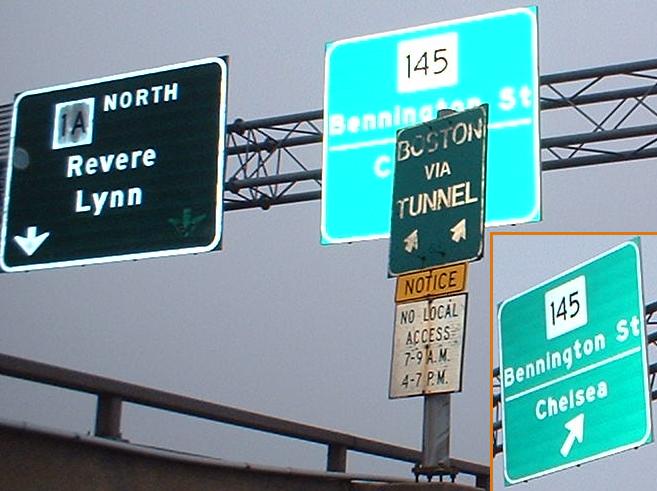 1A NORTH
Revere
Lynn
145
Bennington St
C
BOSTON
VIA
TUNNEL
NOTICE
NO LOCAL
ACCESS
7-9 A.M.
4-7 P.M.
145
Bennington St
Chelsea